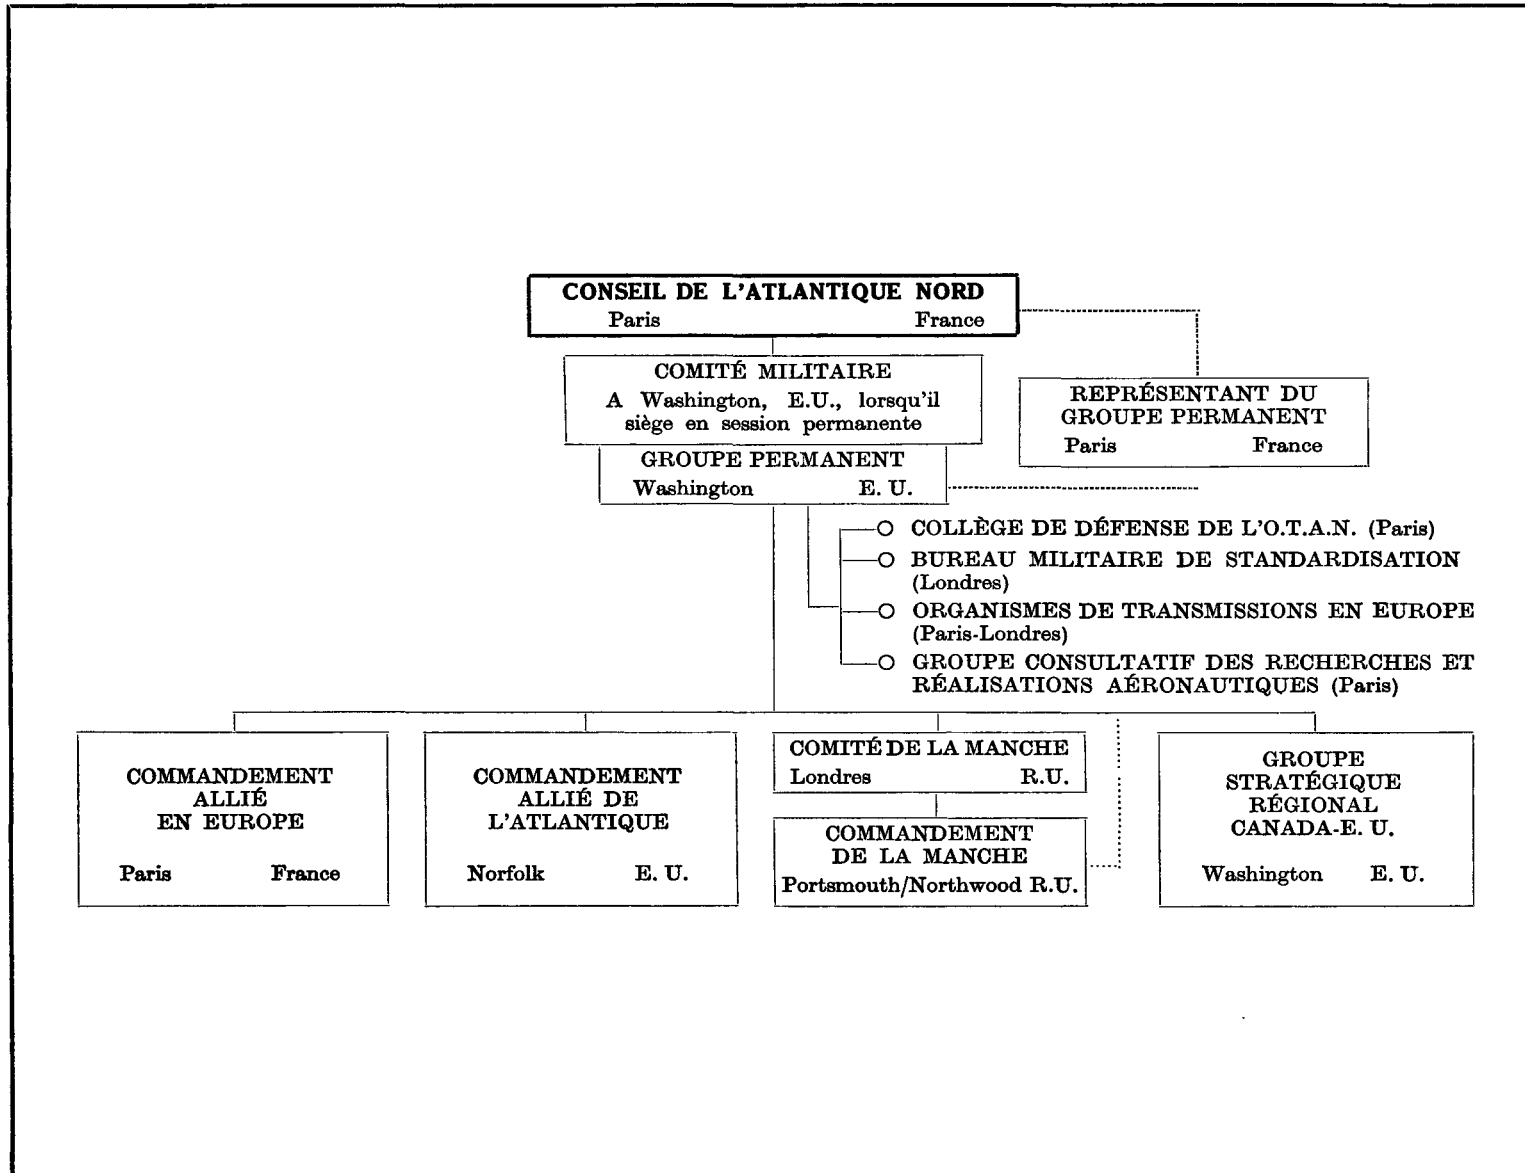 CONSEIL DE L'ATLANTIQUE NORD
Paris France
COMITÉ MILITAIRE
A Washington, E.U., lorsqu'il
siège en session permanente
REPRÉSENTANT DU
GROUPE PERMANENT
Paris France
GROUPE PERMANENT
Washington E. U.
COLLÈGE DE DÉFENSE DE L'O.T.A.N. (Paris)
BUREAU MILITAIRE DE STANDARDISATION
(Londres)
ORGANISMES DE TRANSMISSIONS EN EUROPE
(Paris-Londres)
GROUPE CONSULTATIF DES RECHERCHES ET
RÉALISATIONS AÉRONAUTIQUES (Paris)
COMMANDEMENT
ALLIÉ
EN EUROPE
Paris France
COMMANDEMENT
ALLIÉ DE
L'ATLANTIQUE
Norfolk E. U.
COMITÉ DE LA MANCHE
Londres R.U.
COMMANDEMENT
DE LA MANCHE
Portsmouth/Northwood R.U.
GROUPE
STRATÉGIQUE
RÉGIONAL
CANADA-E. U.
Washington E. U.